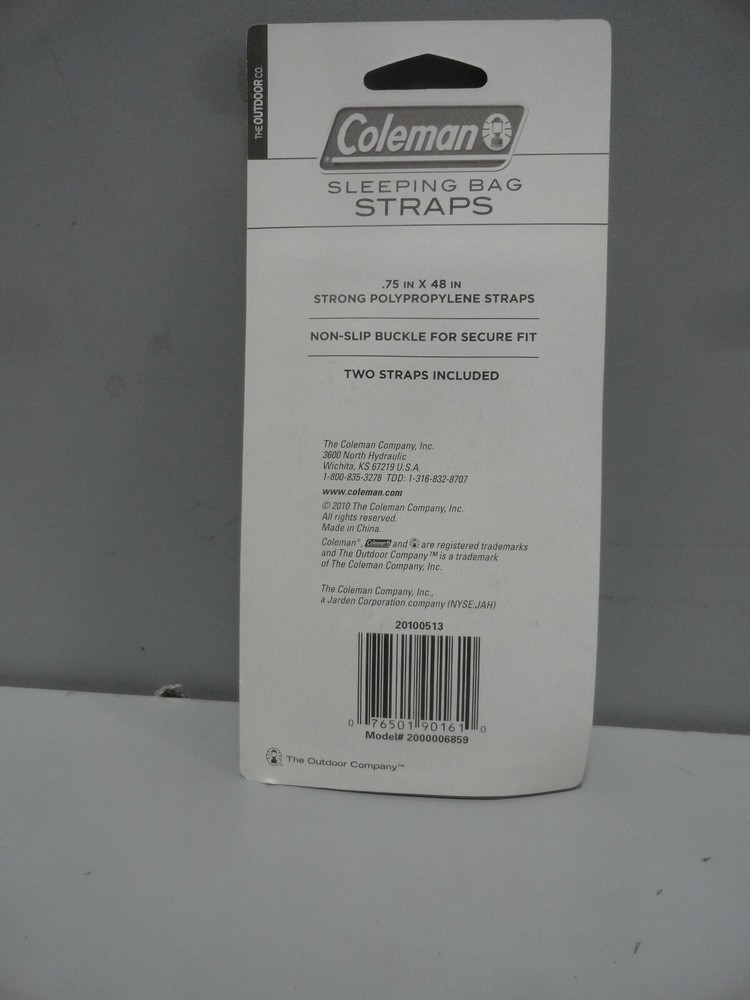 THE OUTDOOR CO.
Coleman
SLEEPING BAG
STRAPS
.75 IN X 48 IN
STRONG POLYPROPYLENE STRAPS
NON-SLIP BUCKLE FOR SECURE FIT
TWO STRAPS INCLUDED
The Coleman Company, Inc.
3600 North Hydraulic
Wichita, KS 67219 U.S.A.
1-800-835-3278 TDD: 1-316-832-8707
www.coleman.com
© 2010 The Coleman Company, Inc.
All rights reserved.
Made in China.
Coleman®, Coleman and are registered trademarks
and The Outdoor Company™ is a trademark
of The Coleman Company, Inc.
The Coleman Company, Inc.,
a Jarden Corporation company (NYSE:JAH)
20100513
0 76501 90161 0
Model# 2000006859
The Outdoor Company™